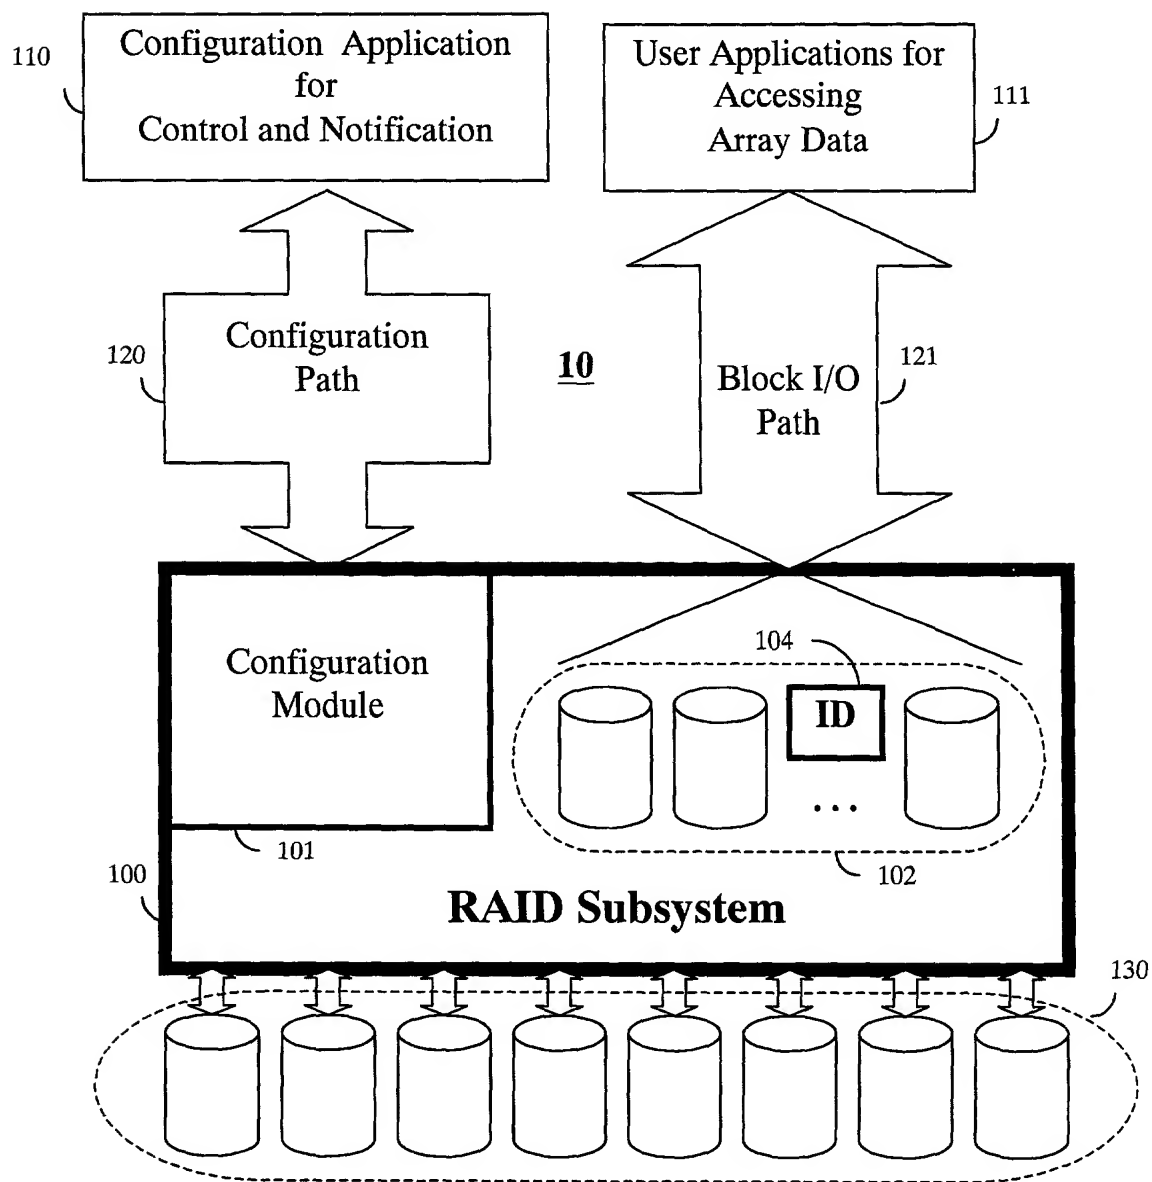 110
Configuration Application
for
Control and Notification
User Applications for
Accessing
Array Data
111
120
Configuration
Path
10
Block I/O
Path
121
Configuration
Module
104
ID
...
101
102
100
RAID Subsystem
130